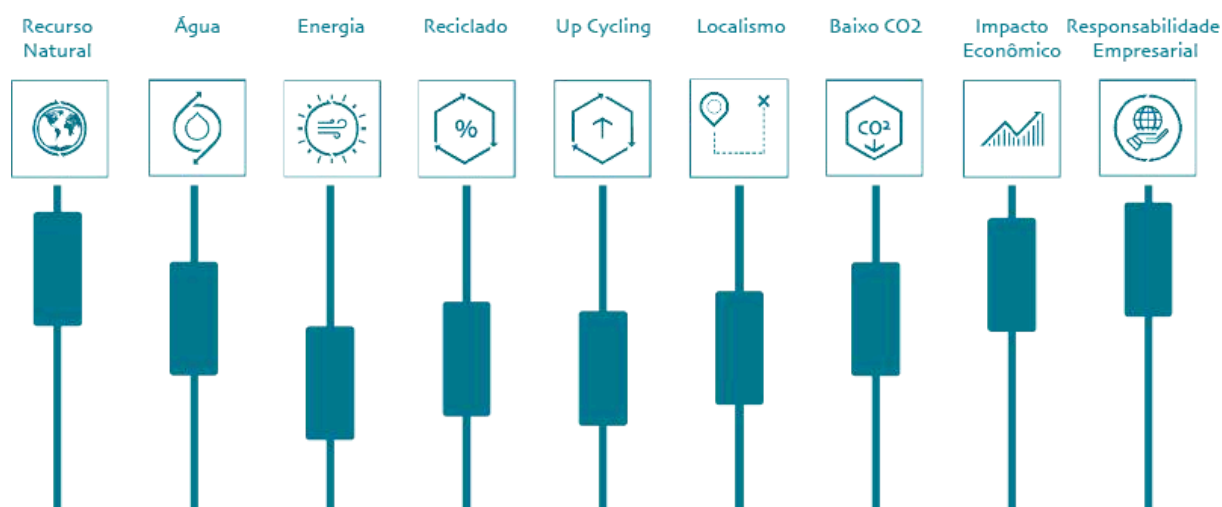 Recurso
Natural
Água
Energia
Reciclado
Up Cycling
Localismo
Baixo CO2
Impacto
Econômico
Responsabilidade
Empresarial
%
CO²